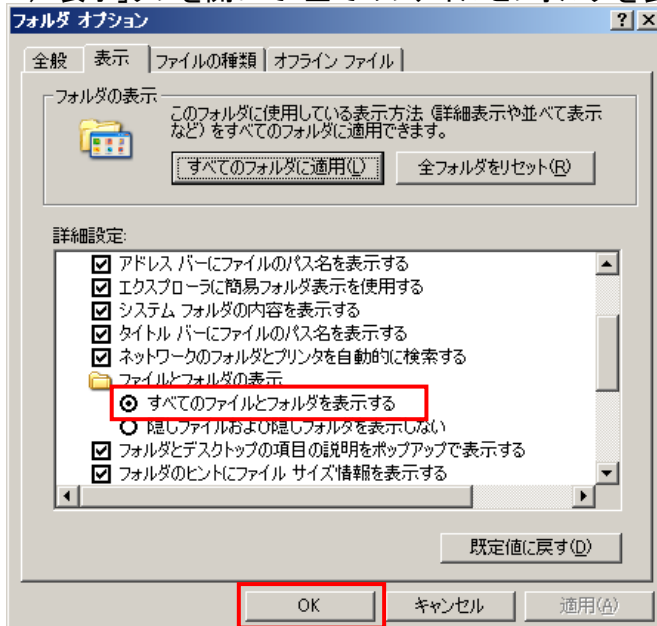 フォルダ オプション
全般
表示
ファイルの種類
オフライン ファイル
フォルダの表示
このフォルダに使用している表示方法 (詳細表示や並べて表示
など) をすべてのフォルダに適用できます。
すべてのフォルダに適用(L)
全フォルダをリセット(R)
詳細設定:
アドレス バーにファイルのパス名を表示する
エクスプローラに簡易フォルダ表示を使用する
システム フォルダの内容を表示する
タイトル バーにファイルのパス名を表示する
ネットワークのフォルダとプリンタを自動的に検索する
ファイルとフォルダの表示
すべてのファイルとフォルダを表示する
隠しファイルおよび隠しフォルダを表示しない
フォルダとデスクトップの項目の説明をポップアップで表示する
フォルダのヒントにファイル サイズ情報を表示する
既定値に戻す(D)
OK
キャンセル
適用(A)